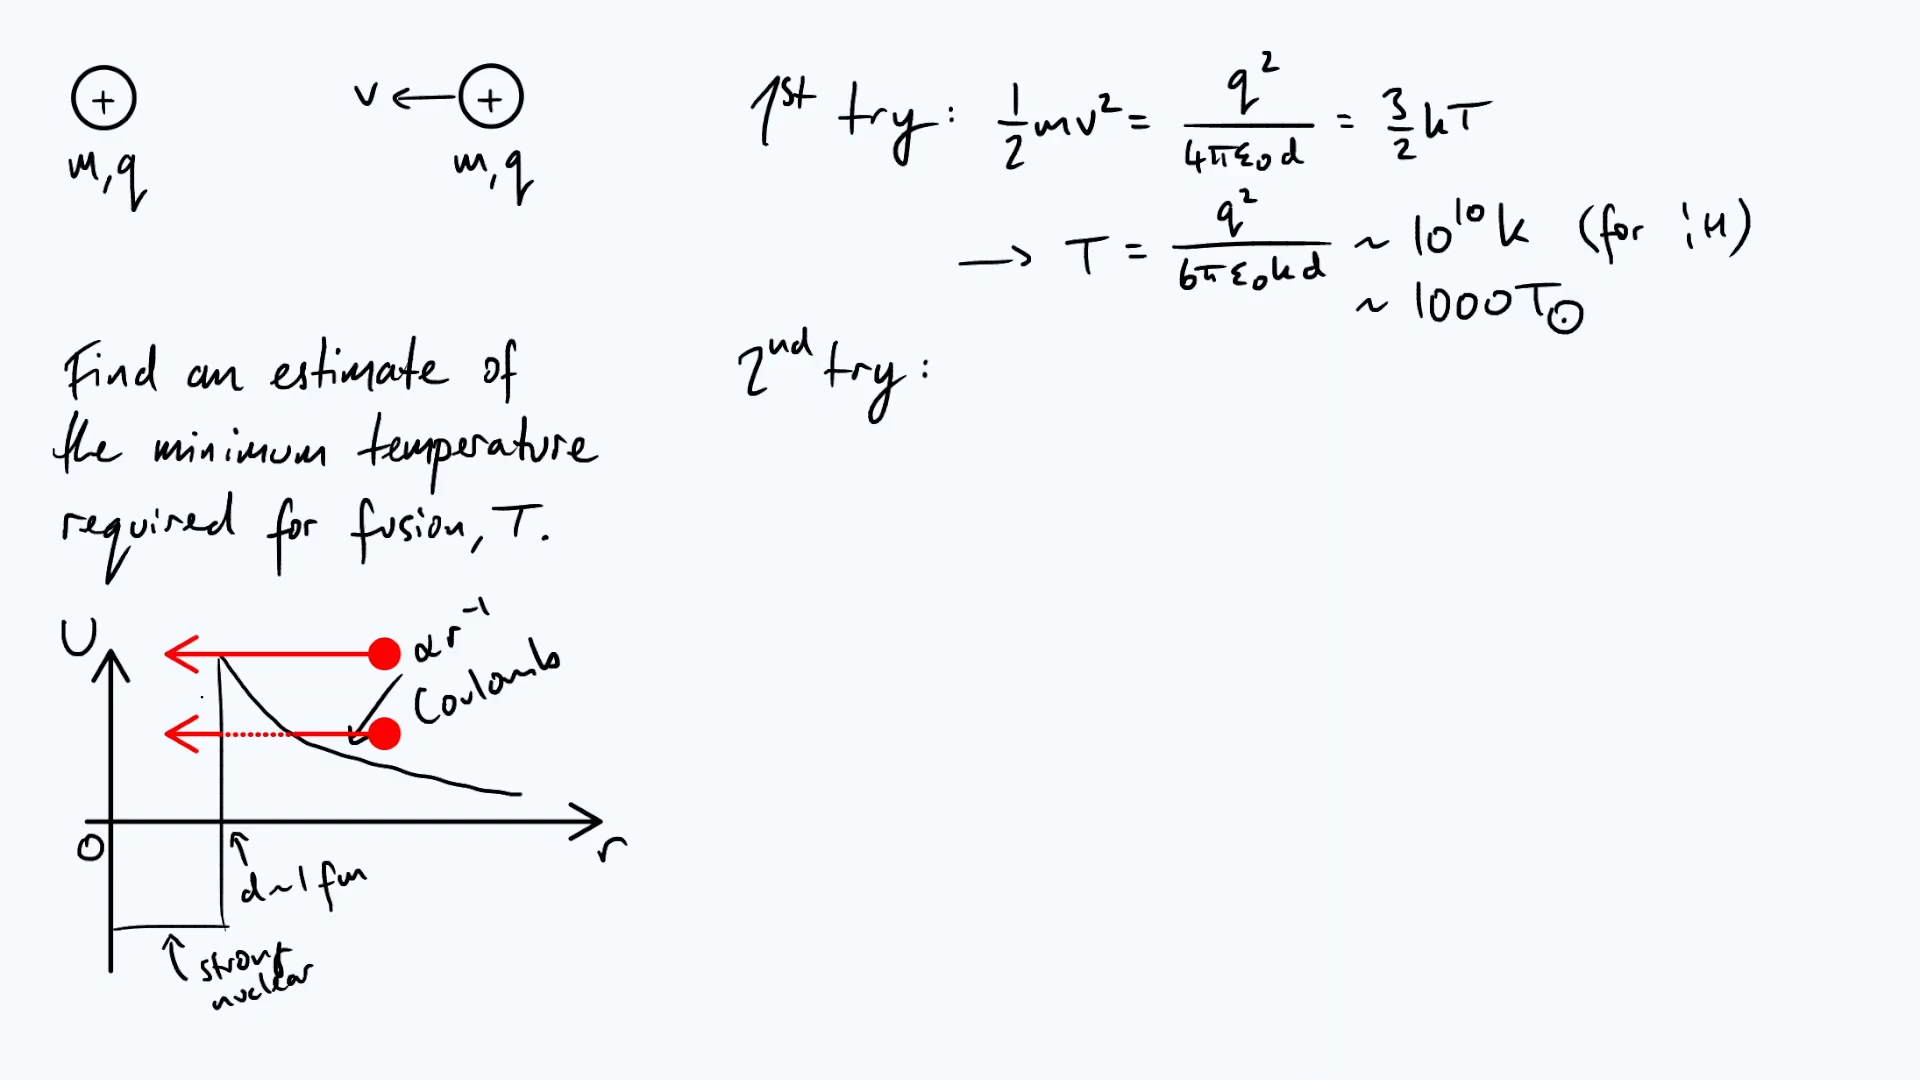 +
v ← +
m,q
m,q
Find an estimate of
the minimum temperature
required for fusion, T.
U
∝ r⁻¹
Coulomb
0
r
d~1 fm
strong
nuclear
1st try: ½mv² = q²/(4πε₀d) = 3/2 kT
→ T = q²/(6πε₀kd) ~ 10¹⁰ K (for ¦H)
~ 1000T☉
2nd try: